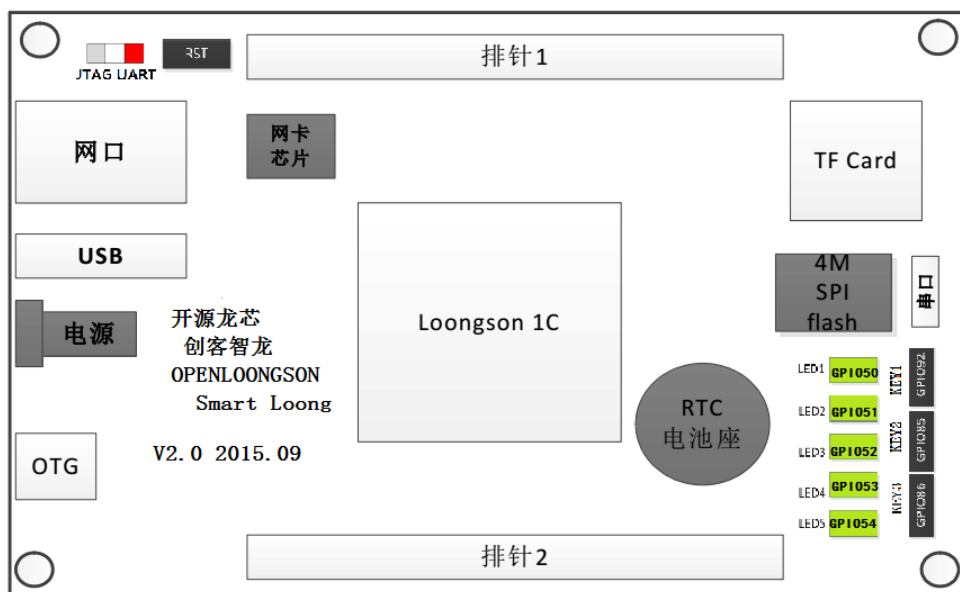 RST
排针1
JTAG UART
网口
网卡
芯片
TF Card
USB
4M
SPI
flash
串口
电源
开源龙芯
创客智龙
OPENLOONGSON
Smart Loong
V2.0 2015.09
Loongson 1C
RTC
电池座
OTG
LED1 GPIO50 KEY1 GPIO92
LED2 GPIO51 KEY2 GPIO85
LED3 GPIO52
LED4 GPIO53 KEY3 GPIO86
LED5 GPIO54
排针2